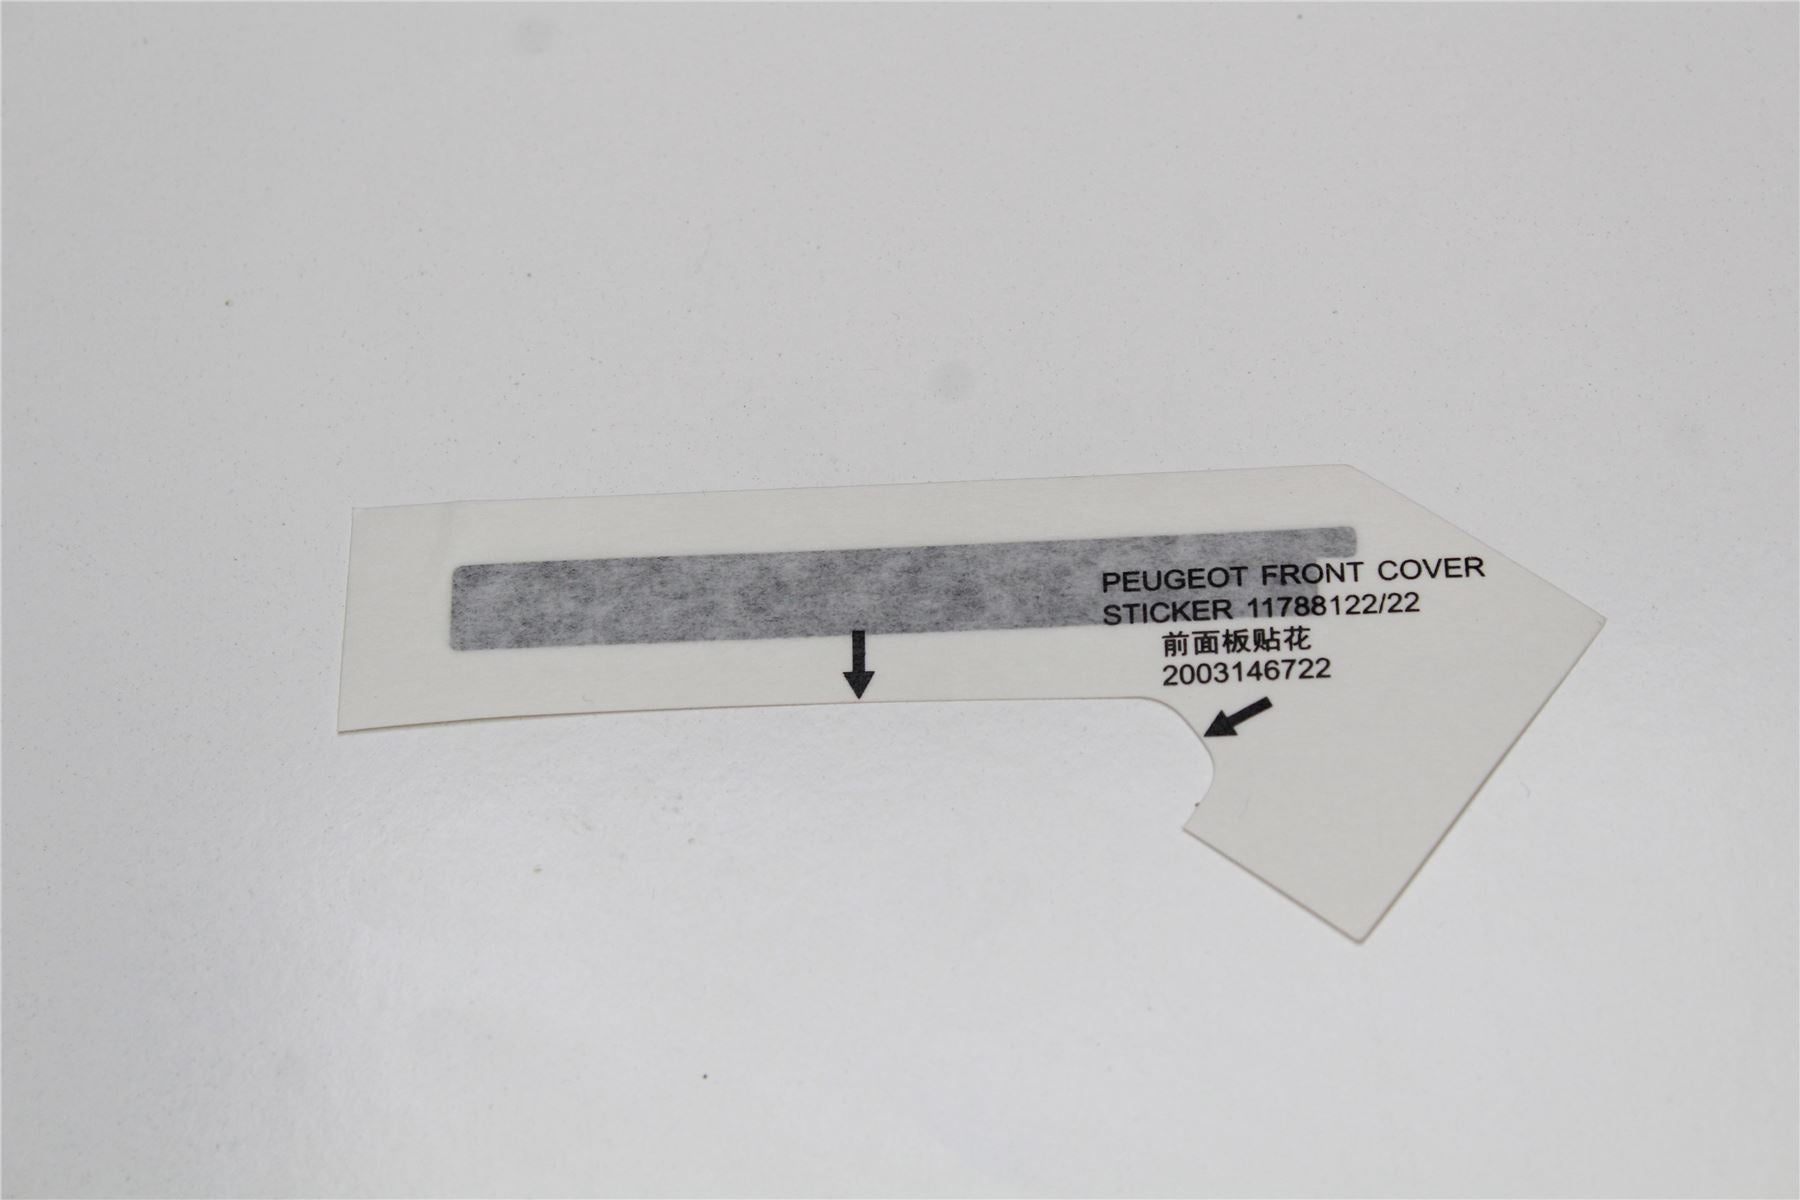 PEUGEOT FRONT COVER
STICKER 11788122/22
前面板贴花
2003146722